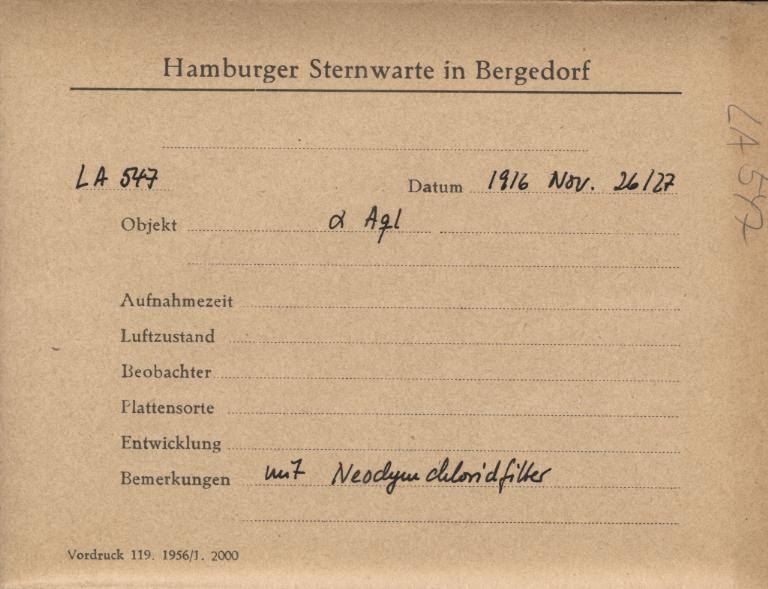 Hamburger Sternwarte in Bergedorf
LA 547
LA 547 Datum 1916 Nov. 26/27
Objekt α Aql
Aufnahmezeit
Luftzustand
Beobachter
Plattensorte
Entwicklung
Bemerkungen mit Neodymchloridfilter
Vordruck 119. 1956/1. 2000